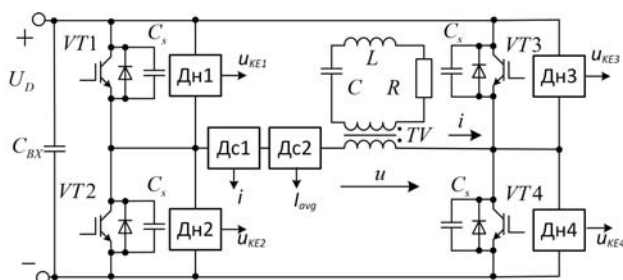 +
U_D
C_BX
−
VT1
C_s
Дн1
u_KE1
VT2
C_s
Дн2
u_KE2
Дс1
i
Дс2
I_avg
L
C
R
TV
i
u
C_s
VT3
Дн3
u_KE3
C_s
VT4
Дн4
u_KE4